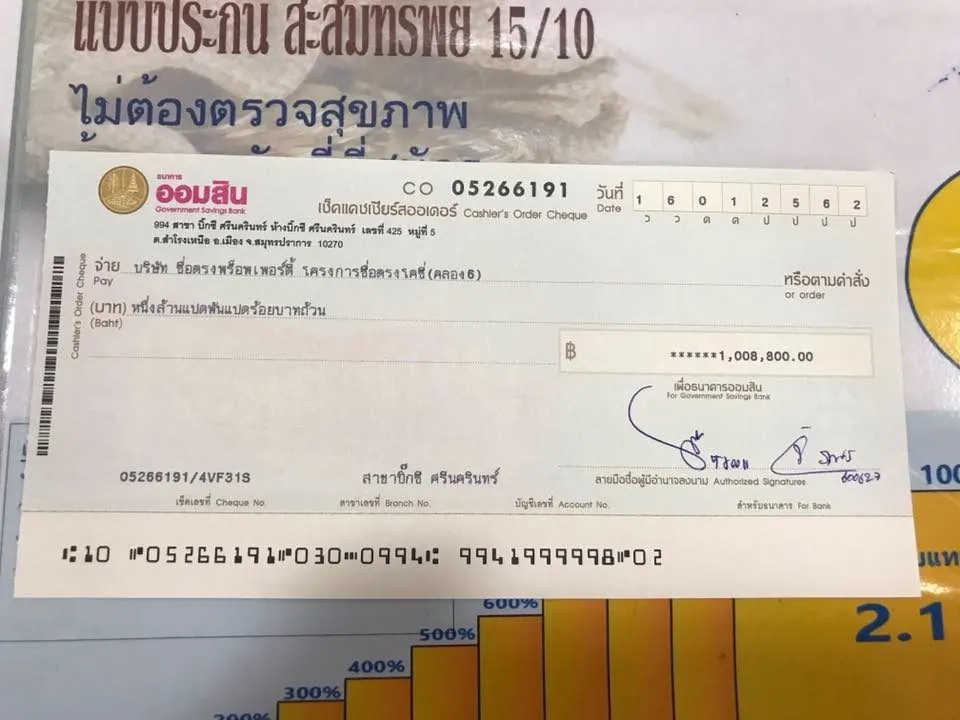 แบบประกัน สะสมทรัพย์ 15/10
ไม่ต้องตรวจสุขภาพ
ธนาคาร
ออมสิน
Government Savings Bank
CO 05266191
เช็คแคชเชียร์สออเดอร์ Cashier's Order Cheque
วันที่ 1 6 0 1 2 5 6 2
Date ว ว ด ด ป ป ป ป
994 สาขา บิ๊กซี ศรีนครินทร์ ห้างบิ๊กซี ศรีนครินทร์ เลขที่ 425 หมู่ที่ 5
ต.สำโรงเหนือ อ.เมือง จ.สมุทรปราการ 10270
Cashier's Order Cheque
จ่าย บริษัท ซื่อตรงพร็อพเพอร์ตี้ โครงการซื่อตรงโคซี่(คลอง6) หรือตามคำสั่ง
Pay or order
(บาท) หนึ่งล้านแปดพันแปดร้อยบาทถ้วน
(Baht)
฿ ******1,008,800.00
เพื่อธนาคารออมสิน
For Government Savings Bank
600627
05266191/4VF31S สาขาบิ๊กซี ศรีนครินทร์ ลายมือชื่อผู้มีอำนาจลงนาม Authorized Signatures
เช็คเลขที่ Cheque No. สาขาเลขที่ Branch No. บัญชีเลขที่ Account No. สำหรับธนาคาร For Bank
⑆10 ⑈05266191⑈030⑉0994⑆ 9941999998⑈02
100
2.1
600%
500%
400%
300%
200%